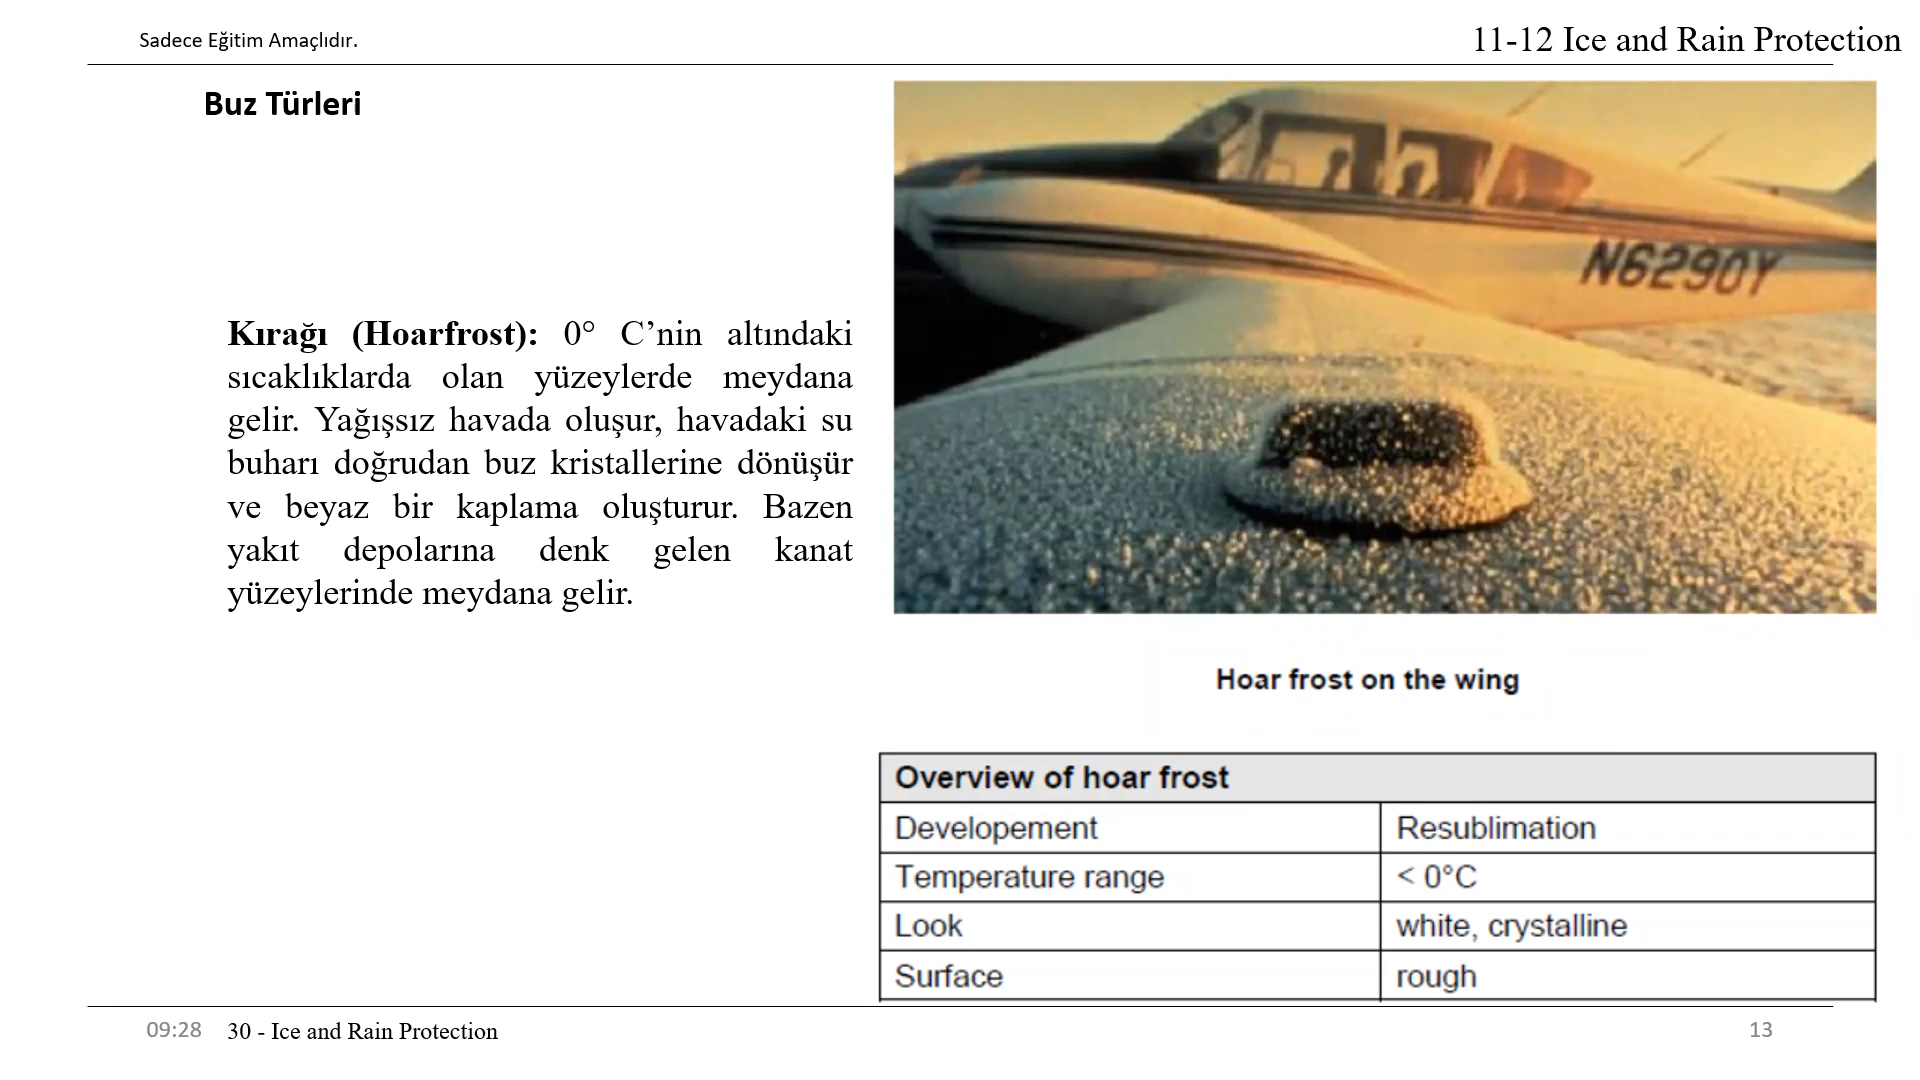 Sadece Eğitim Amaçlıdır.
11-12 Ice and Rain Protection
Buz Türleri
Kırağı (Hoarfrost): 0° C’nin altındaki
sıcaklıklarda olan yüzeylerde meydana
gelir. Yağışsız havada oluşur, havadaki su
buharı doğrudan buz kristallerine dönüşür
ve beyaz bir kaplama oluşturur. Bazen
yakıt depolarına denk gelen kanat
yüzeylerinde meydana gelir.
N6290Y
Hoar frost on the wing
Overview of hoar frost
Developement Resublimation
Temperature range < 0°C
Look white, crystalline
Surface rough
09:28 30 - Ice and Rain Protection 13